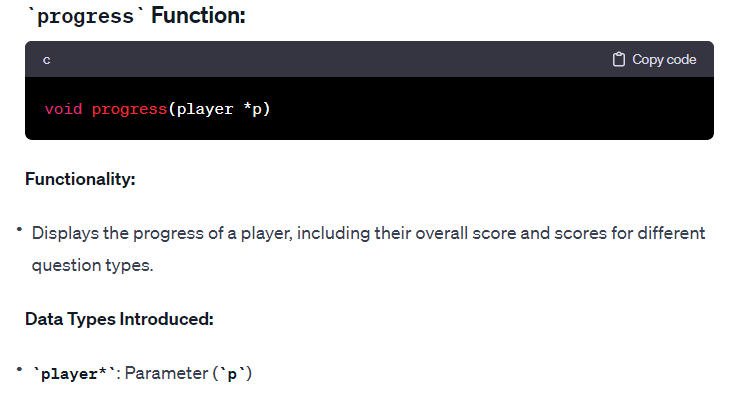 `progress` Function:
c Copy code
void progress(player *p)
Functionality:
• Displays the progress of a player, including their overall score and scores for different
question types.
Data Types Introduced:
• `player*`: Parameter (`p`)